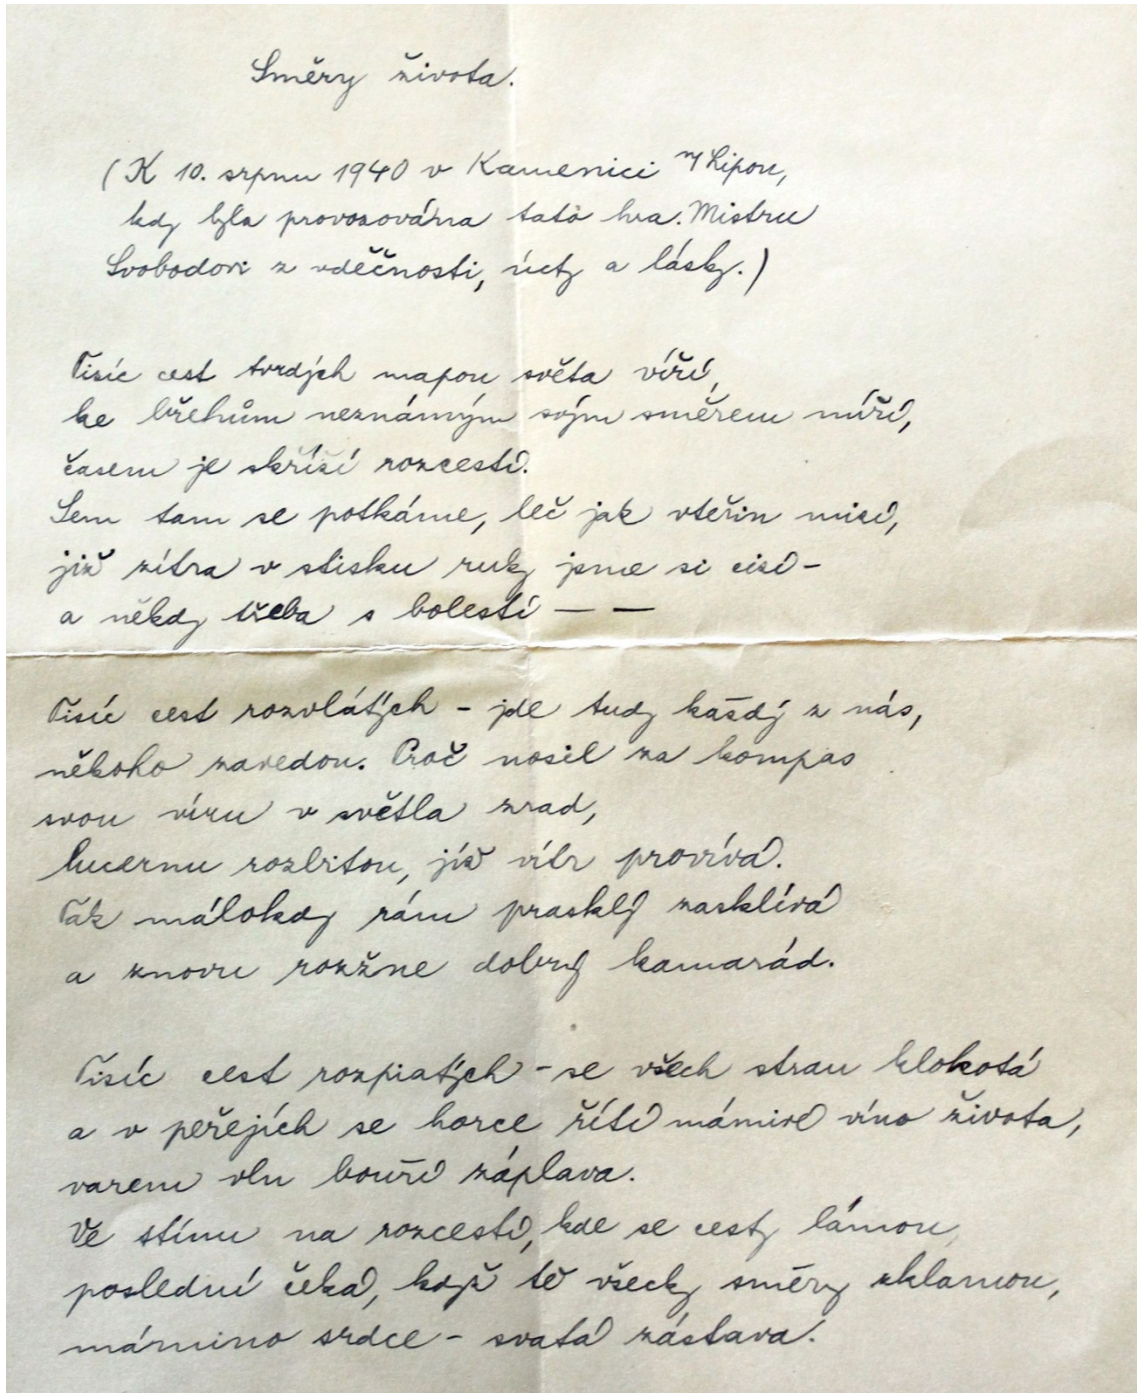 Směry života.
(K 10. srpnu 1940 v Kamenici n/Lipou,
kdy byla provozována tato hra. Mistru
Svobodovi z vděčnosti, úcty a lásky.)
Tisíc cest tvrdých mapou světa víří,
ke břehům neznámým svým směrem míří,
časem je skříží rozcestí.
Sem tam se potkáme, leč jak vteřin mizí,
již zítra v stisku ruky jsme si cizí –
a někdy třeba s bolestí — —
Tisíc cest rozvlátých – jde tudy každý z nás,
někoho zavedou. Proč nosil za kompas
svou víru v světla zrad,
lucernu rozbitou, jíž vítr provívá.
Tak málokdy rám prasklý zasklívá
a znovu rozžne dobrý kamarád.
Tisíc cest rozpiatých – se všech stran klokotá
a v peřejích se horce řítí mámivé víno života,
varem vln bouří záplava.
Ve stínu na rozcestí, kde se cesty lámou,
poslední čeká, když tě všecky směry zklamou,
mámino srdce – svatá zástava.